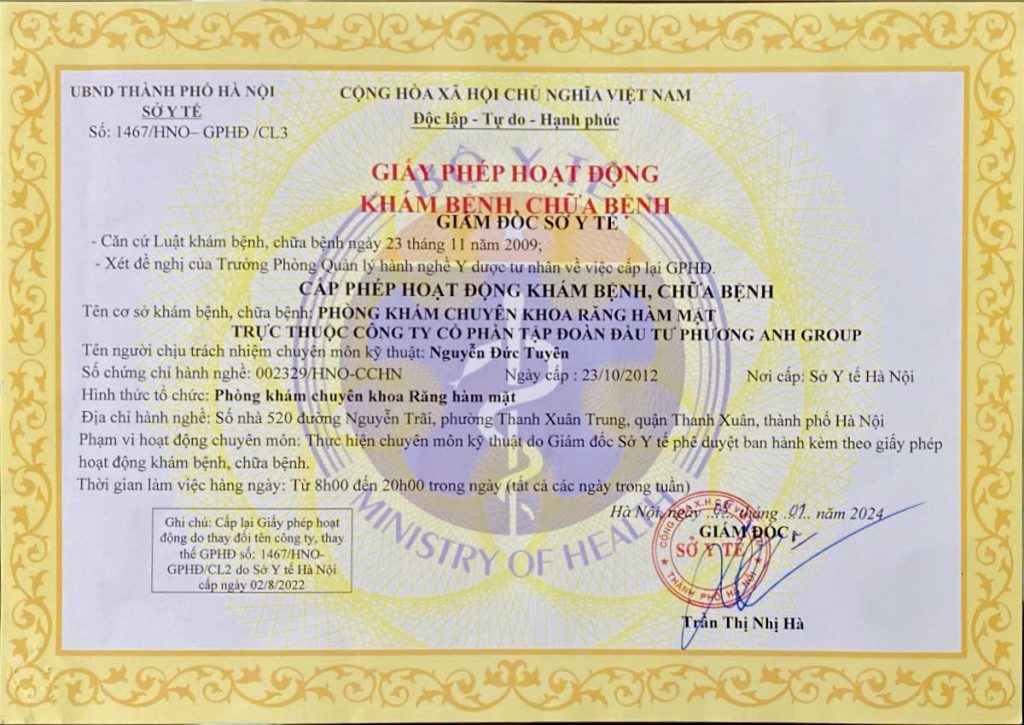 UBND THÀNH PHỐ HÀ NỘI
SỞ Y TẾ
Số: 1467/HNO– GPHĐ /CL3
CỘNG HÒA XÃ HỘI CHỦ NGHĨA VIỆT NAM
Độc lập - Tự do - Hạnh phúc
BỘ Y TẾ
GIẤY PHÉP HOẠT ĐỘNG
KHÁM BỆNH, CHỮA BỆNH
GIÁM ĐỐC SỞ Y TẾ
- Căn cứ Luật khám bệnh, chữa bệnh ngày 23 tháng 11 năm 2009;
- Xét đề nghị của Trưởng Phòng Quản lý hành nghề Y dược tư nhân về việc cấp lại GPHĐ.
CẤP PHÉP HOẠT ĐỘNG KHÁM BỆNH, CHỮA BỆNH
Tên cơ sở khám bệnh, chữa bệnh: PHÒNG KHÁM CHUYÊN KHOA RĂNG HÀM MẶT
TRỰC THUỘC CÔNG TY CỔ PHẦN TẬP ĐOÀN ĐẦU TƯ PHƯƠNG ANH GROUP
Tên người chịu trách nhiệm chuyên môn kỹ thuật: Nguyễn Đức Tuyên
Số chứng chỉ hành nghề: 002329/HNO-CCHN Ngày cấp : 23/10/2012 Nơi cấp: Sở Y tế Hà Nội
Hình thức tổ chức: Phòng khám chuyên khoa Răng hàm mặt
Địa chỉ hành nghề: Số nhà 520 đường Nguyễn Trãi, phường Thanh Xuân Trung, quận Thanh Xuân, thành phố Hà Nội
Phạm vi hoạt động chuyên môn: Thực hiện chuyên môn kỹ thuật do Giám đốc Sở Y tế phê duyệt ban hành kèm theo giấy phép
hoạt động khám bệnh, chữa bệnh.
Thời gian làm việc hàng ngày: Từ 8h00 đến 20h00 trong ngày (tất cả các ngày trong tuần)
MINISTRY OF HEALTH
Hà Nội, ngày tháng 01 năm 2024
GIÁM ĐỐC
SỞ Y TẾ
THÀNH PHỐ HÀ NỘI
Trần Thị Nhị Hà
Ghi chú: Cấp lại Giấy phép hoạt
động do thay đổi tên công ty, thay
thế GPHĐ số: 1467/HNO-
GPHĐ/CL2 do Sở Y tế Hà Nội
cấp ngày 02/8/2022